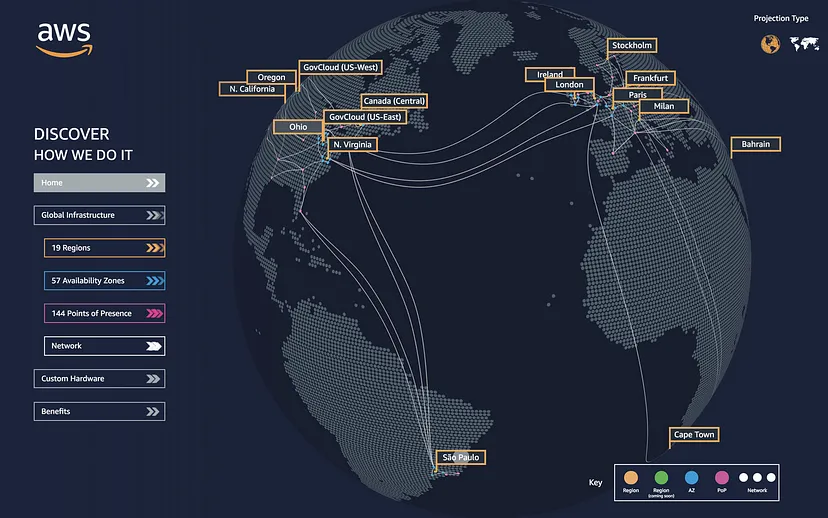 aws
Projection Type
DISCOVER
HOW WE DO IT
Home
Global Infrastructure
19 Regions
57 Availability Zones
144 Points of Presence
Network
Custom Hardware
Benefits
Stockholm
GovCloud (US-West)
Oregon
N. California
Ireland
London
Frankfurt
Paris
Milan
Canada (Central)
GovCloud (US-East)
Ohio
N. Virginia
Bahrain
Cape Town
São Paulo
Key
Region
Region
(coming soon)
AZ
PoP
Network